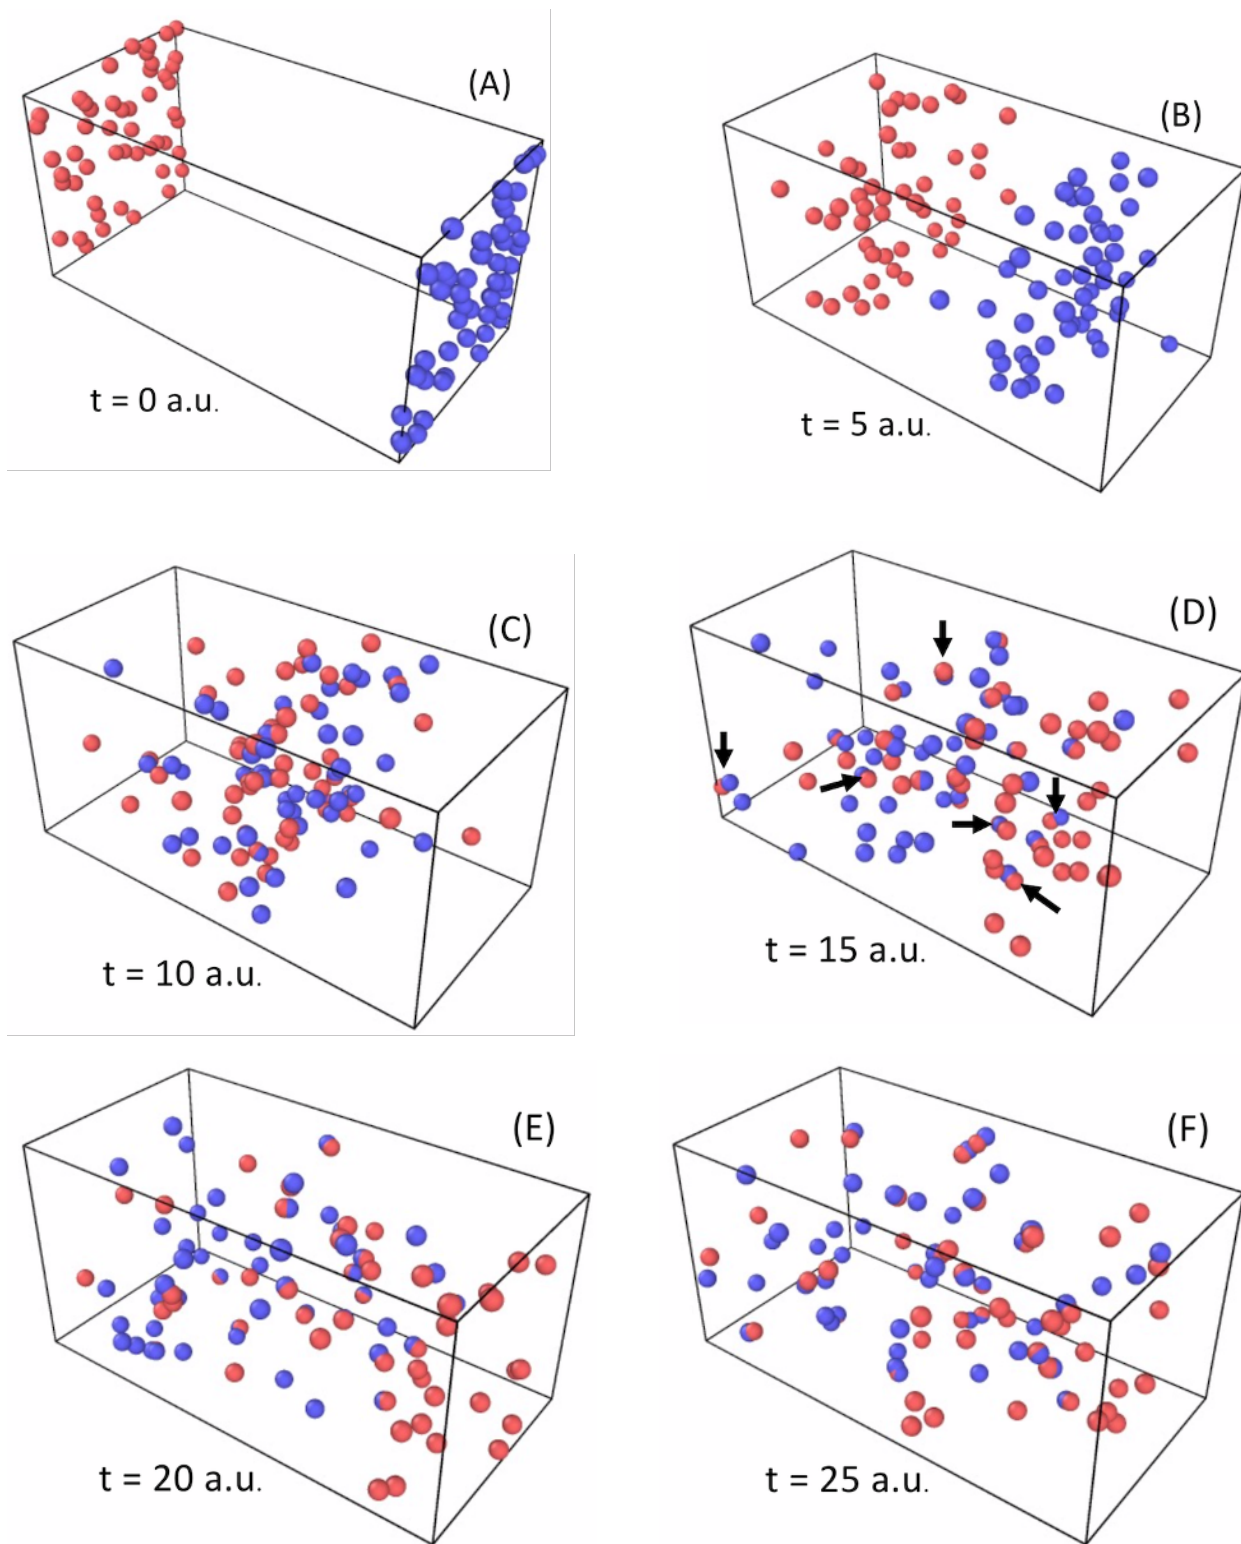 (A)
t = 0 a.u.
(B)
t = 5 a.u.
(C)
t = 10 a.u.
(D)
t = 15 a.u.
(E)
t = 20 a.u.
(F)
t = 25 a.u.